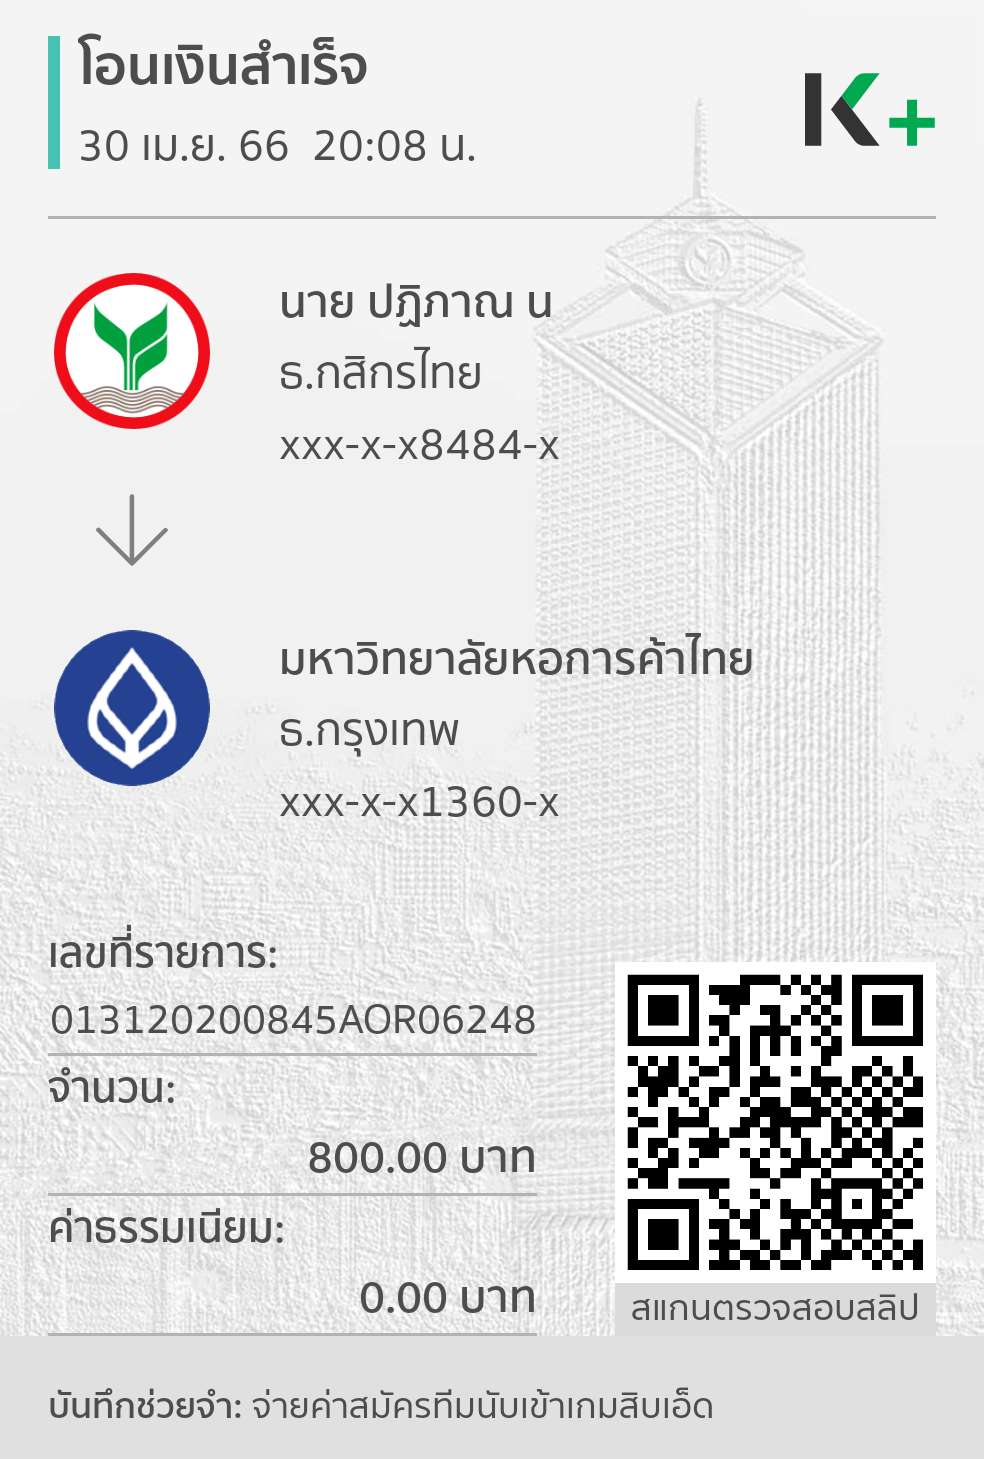 โอนเงินสำเร็จ
30 เม.ย. 66  20:08 น.
K+
นาย ปฏิภาณ น
ธ.กสิกรไทย
xxx-x-x8484-x
มหาวิทยาลัยหอการค้าไทย
ธ.กรุงเทพ
xxx-x-x1360-x
เลขที่รายการ:
013120200845AOR06248
จำนวน:
800.00 บาท
ค่าธรรมเนียม:
0.00 บาท
สแกนตรวจสอบสลิป
บันทึกช่วยจำ: จ่ายค่าสมัครทีมนับเข้าเกมสิบเอ็ด